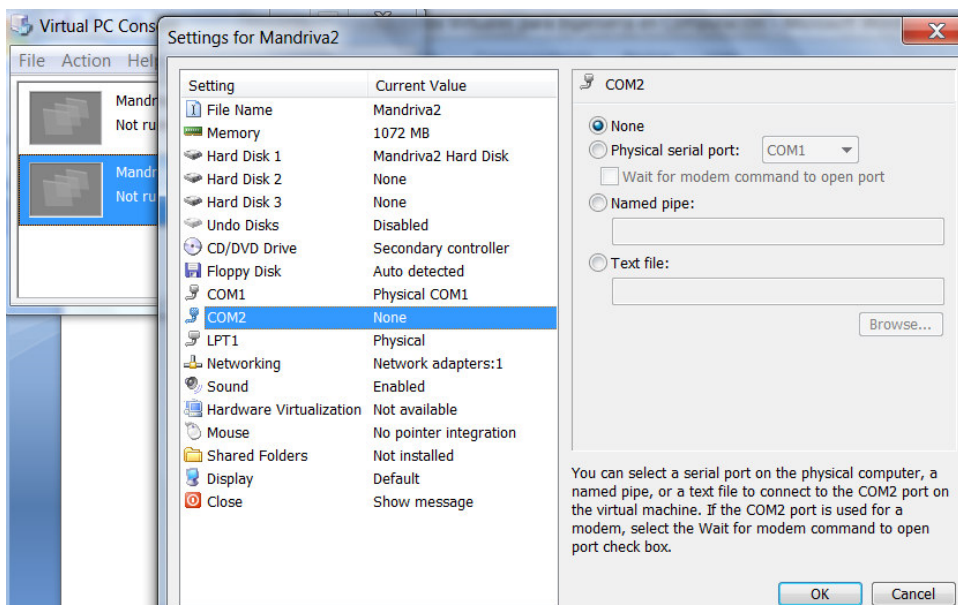 Virtual PC Cons
Settings for Mandriva2
File Action Hel
Mandr
Not ru
Mandr
Not ru
Setting Current Value
File Name Mandriva2
Memory 1072 MB
Hard Disk 1 Mandriva2 Hard Disk
Hard Disk 2 None
Hard Disk 3 None
Undo Disks Disabled
CD/DVD Drive Secondary controller
Floppy Disk Auto detected
COM1 Physical COM1
COM2 None
LPT1 Physical
Networking Network adapters:1
Sound Enabled
Hardware Virtualization Not available
Mouse No pointer integration
Shared Folders Not installed
Display Default
Close Show message
COM2
None
Physical serial port: COM1
Wait for modem command to open port
Named pipe:
Text file:
Browse...
You can select a serial port on the physical computer, a
named pipe, or a text file to connect to the COM2 port on
the virtual machine. If the COM2 port is used for a
modem, select the Wait for modem command to open
port check box.
OK Cancel